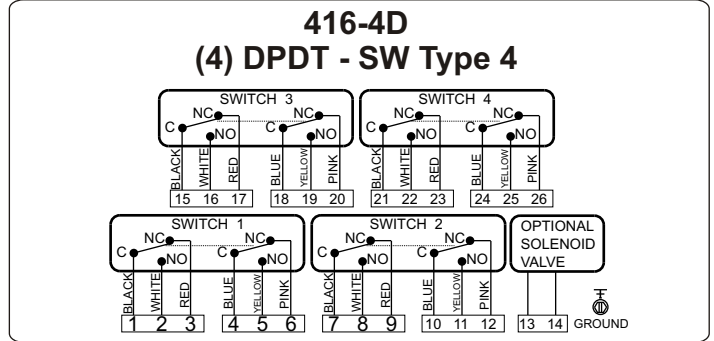 416-4D
(4) DPDT - SW Type 4
SWITCH 3
NC NC
C NO NO
BLACK WHITE RED BLUE YELLOW PINK
15 16 17 18 19 20
SWITCH 4
NC NC
C NO NO
BLACK WHITE RED BLUE YELLOW PINK
21 22 23 24 25 26
SWITCH 1
NC NC
C NO NO
BLACK WHITE RED BLUE YELLOW PINK
1 2 3 4 5 6
SWITCH 2
NC NC
C NO NO
BLACK WHITE RED BLUE YELLOW PINK
7 8 9 10 11 12
OPTIONAL
SOLENOID
VALVE
13 14 GROUND